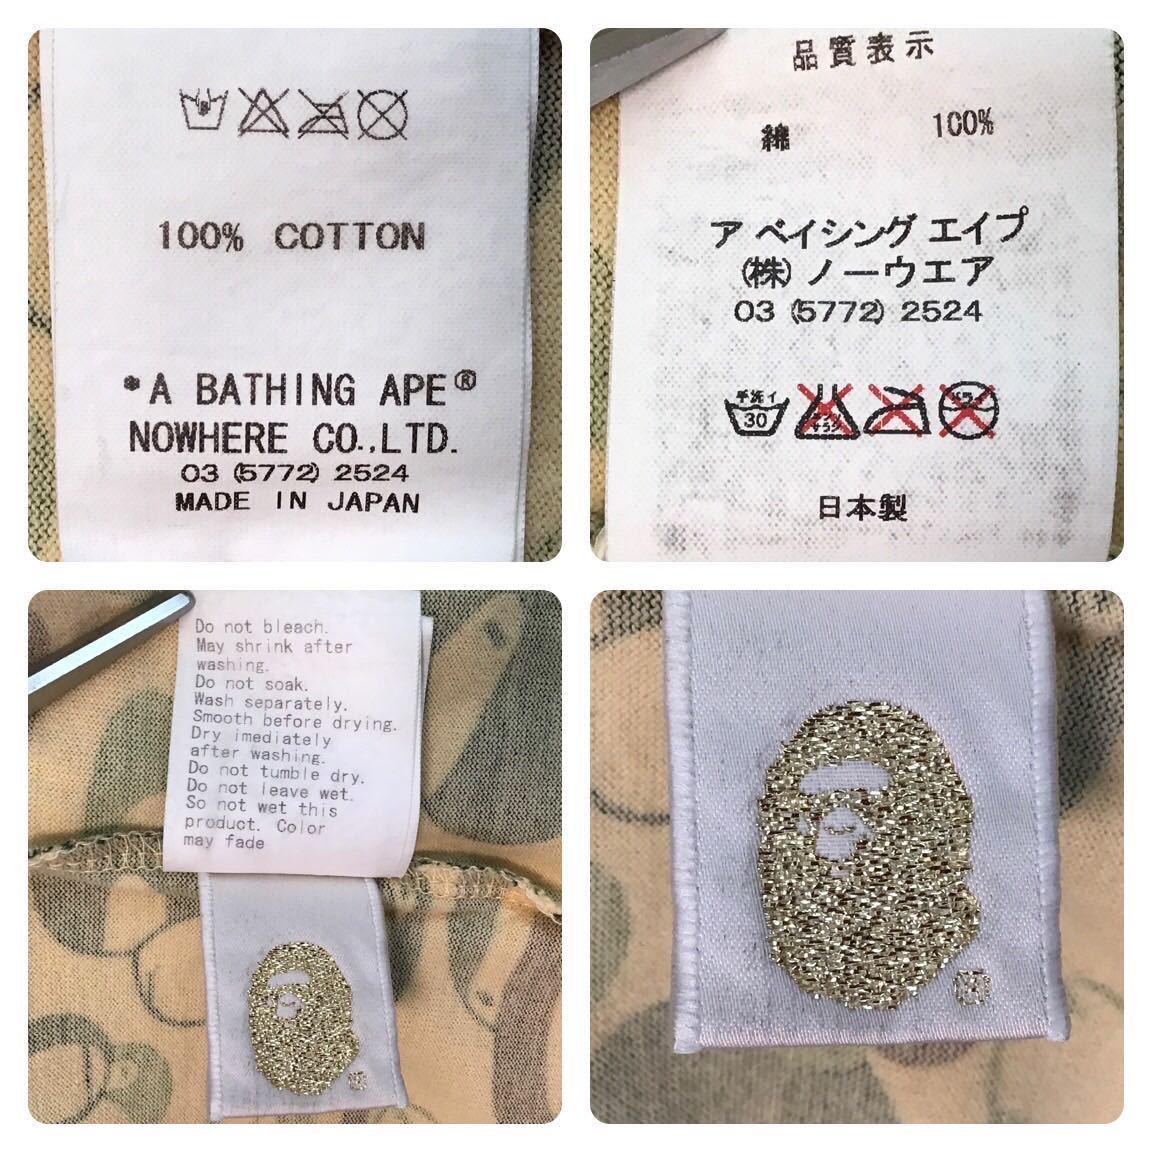 100% COTTON
*A BATHING APE®
NOWHERE CO.,LTD.
03 (5772) 2524
MADE IN JAPAN
品質表示
綿 100%
ア ベイシング エイプ
(株) ノーウエア
03 (5772) 2524
手洗イ
30
ドライ
日本製
Do not bleach.
May shrink after
washing.
Do not soak.
Wash separately.
Smooth before drying.
Dry imediately
after washing.
Do not tumble dry.
Do not leave wet.
So not wet this
product. Color
may fade